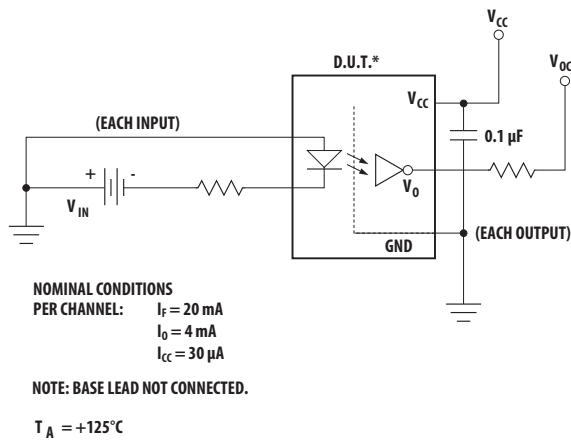 V_CC
V_OC
D.U.T.*
V_CC
(EACH INPUT)
0.1 µF
+ -
V_IN
V_O
(EACH OUTPUT)
GND
NOMINAL CONDITIONS
PER CHANNEL: I_F = 20 mA
I_O = 4 mA
I_CC = 30 µA
NOTE: BASE LEAD NOT CONNECTED.
T_A = +125°C